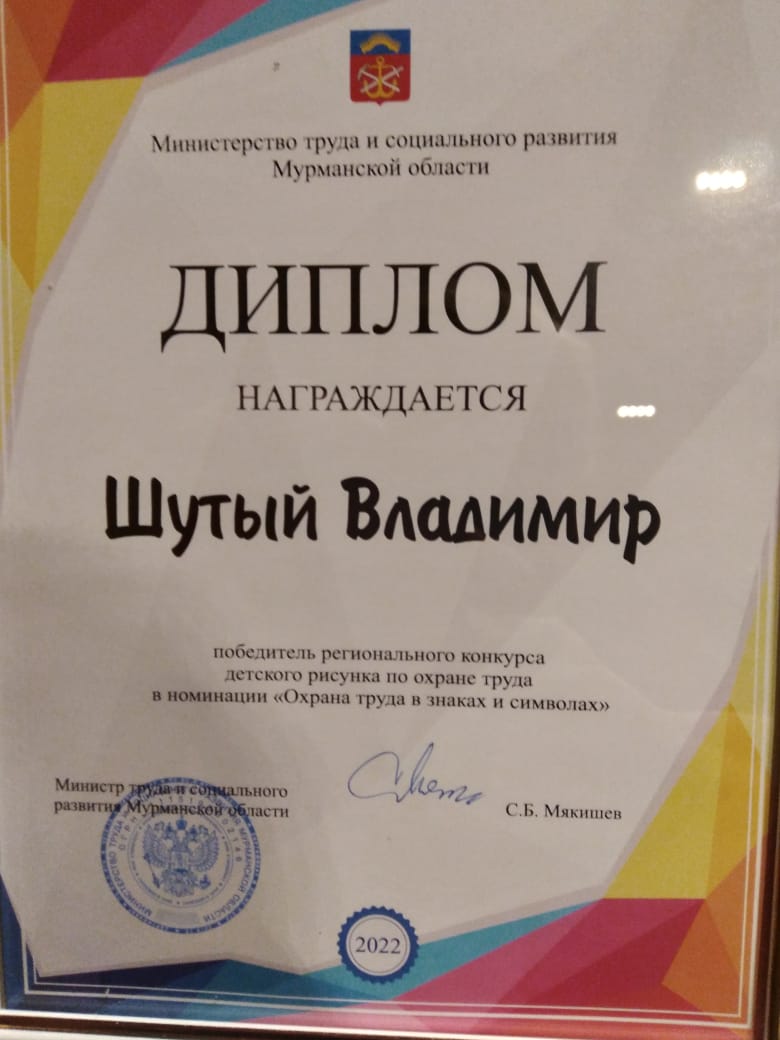 Министерство труда и социального развития
Мурманской области
ДИПЛОМ
НАГРАЖДАЕТСЯ
Шутый Владимир
победитель регионального конкурса
детского рисунка по охране труда
в номинации «Охрана труда в знаках и символах»
Министр труда и социального
развития Мурманской области
С.Б. Мякишев
2022